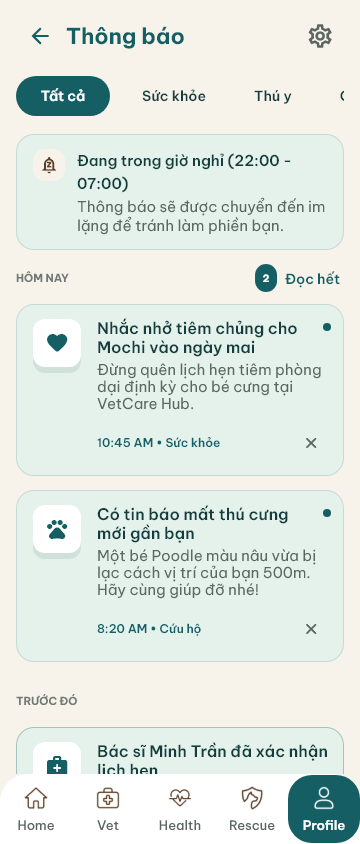 Thông báo
Tất cả
Sức khỏe
Thú y
Đang trong giờ nghỉ (22:00 -
07:00)
Thông báo sẽ được chuyển đến im
lặng để tránh làm phiền bạn.
HÔM NAY
2
Đọc hết
Nhắc nhở tiêm chủng cho
Mochi vào ngày mai
Đừng quên lịch hẹn tiêm phòng
dại định kỳ cho bé cưng tại
VetCare Hub.
10:45 AM • Sức khỏe
Có tin báo mất thú cưng
mới gần bạn
Một bé Poodle màu nâu vừa bị
lạc cách vị trí của bạn 500m.
Hãy cùng giúp đỡ nhé!
8:20 AM • Cứu hộ
TRƯỚC ĐÓ
Bác sĩ Minh Trần đã xác nhận
lịch hẹn
Home
Vet
Health
Rescue
Profile